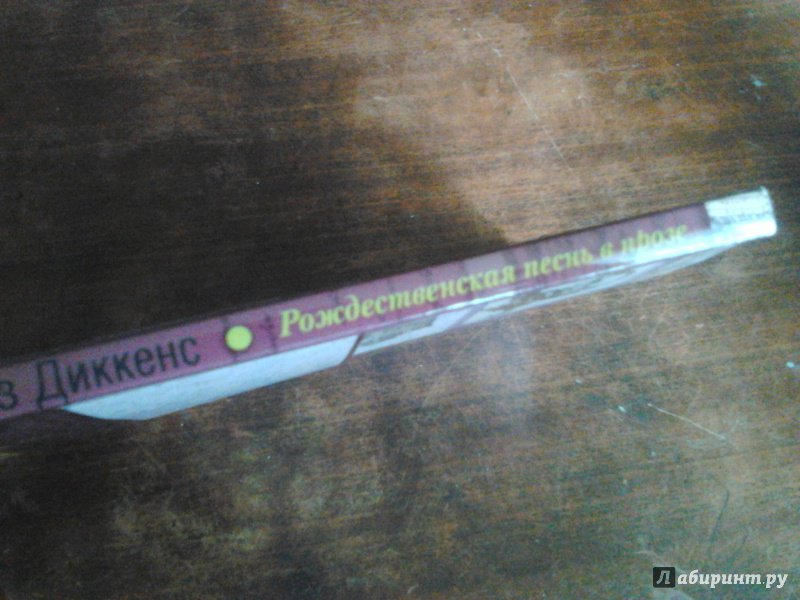 з Диккенс • Рождественская песнь в прозе
Лабиринт.ру